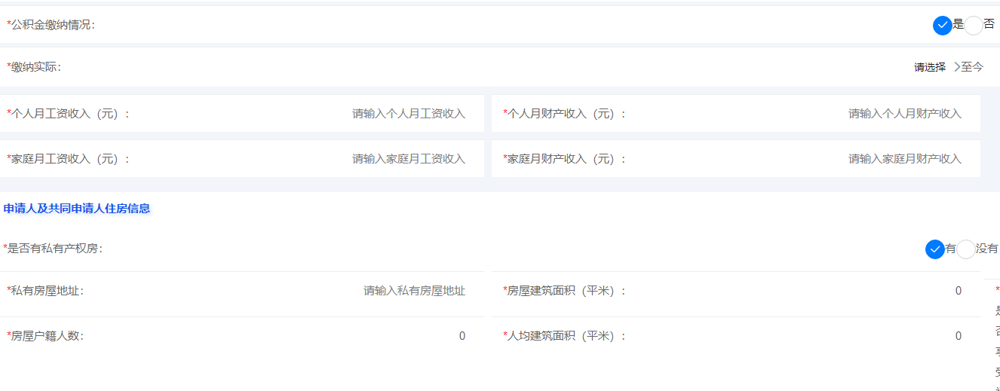 *公积金缴纳情况： 是 否
*缴纳实际： 请选择 至今
*个人月工资收入（元）： 请输入个人月工资收入 *个人月财产收入（元）： 请输入个人月财产收入
*家庭月工资收入（元）： 请输入家庭月工资收入 *家庭月财产收入（元）： 请输入家庭月财产收入
申请人及共同申请人住房信息
*是否有私有产权房： 有 没有
*私有房屋地址： 请输入私有房屋地址 *房屋建筑面积（平米）： 0 *
*房屋户籍人数： 0 *人均建筑面积（平米）： 0